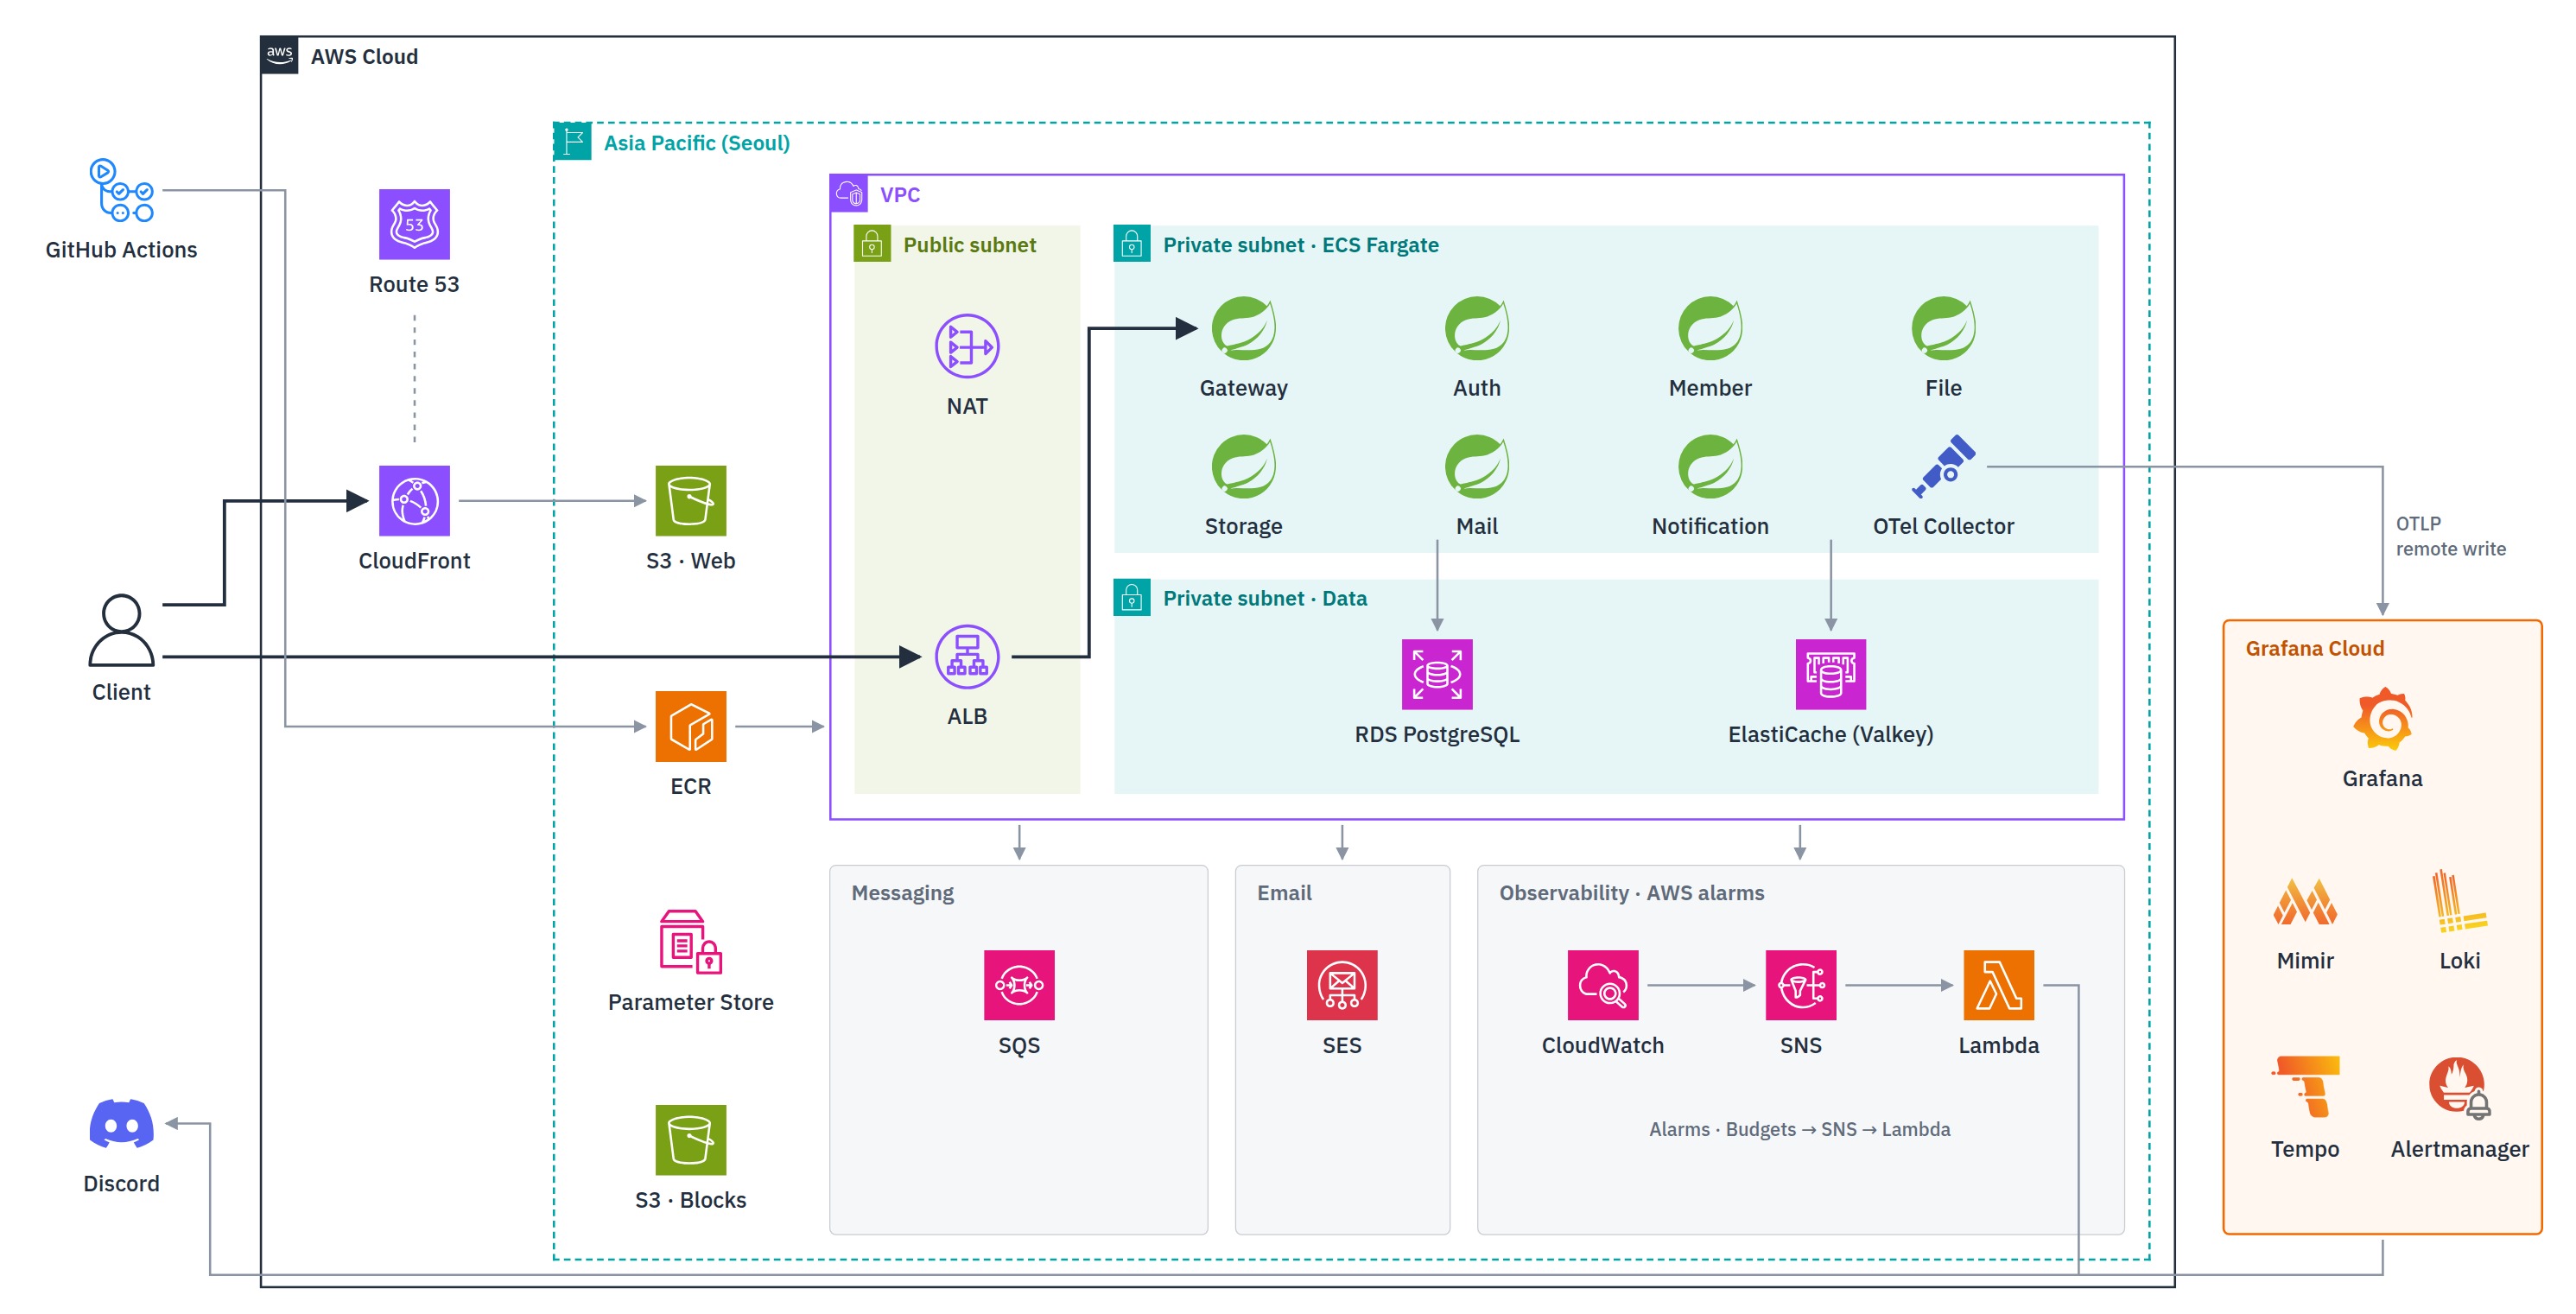 aws
AWS Cloud
Asia Pacific (Seoul)
GitHub Actions
53
Route 53
VPC
Public subnet
Private subnet · ECS Fargate
NAT
Gateway
Auth
Member
File
Storage
Mail
Notification
OTel Collector
CloudFront
S3 · Web
OTLP
remote write
Client
ALB
Private subnet · Data
RDS PostgreSQL
ElastiCache (Valkey)
ECR
Grafana Cloud
Grafana
Mimir
Loki
Tempo
Alertmanager
Parameter Store
S3 · Blocks
Messaging
SQS
Email
SES
Observability · AWS alarms
CloudWatch
SNS
Lambda
Alarms · Budgets → SNS → Lambda
Discord